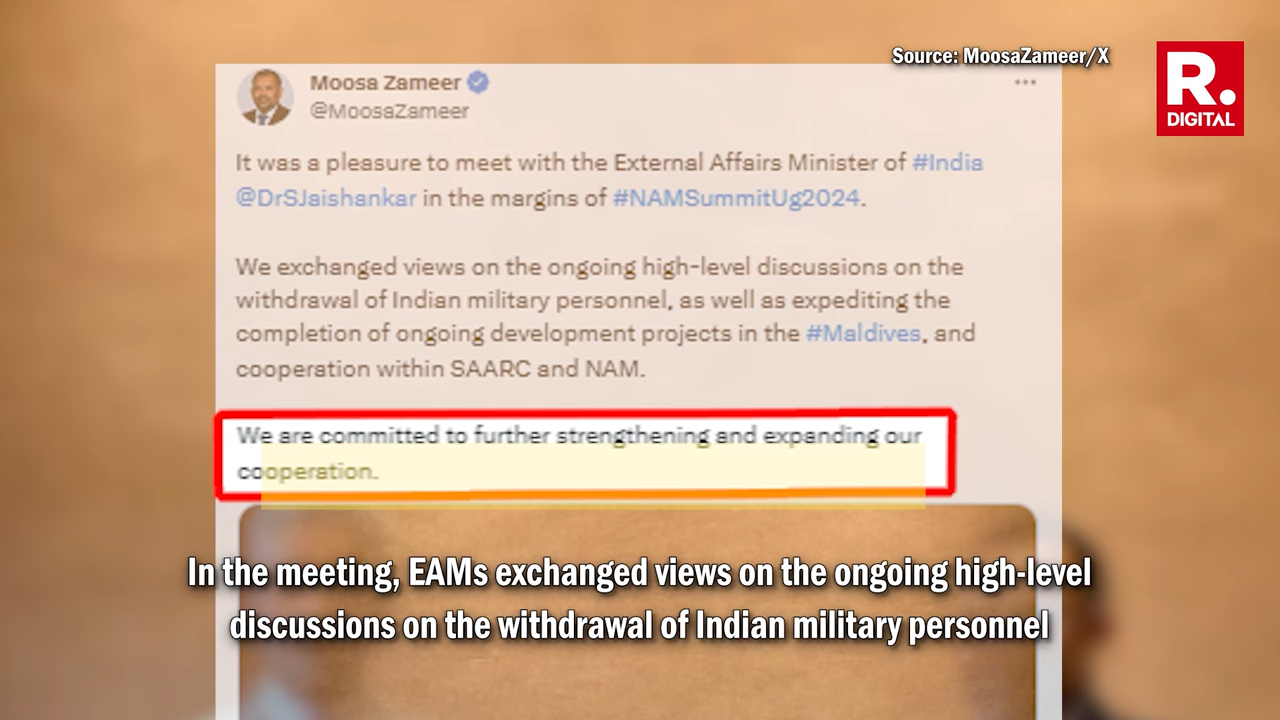 Source: MoosaZameer/X
R.
DIGITAL
Moosa Zameer
@MoosaZameer
It was a pleasure to meet with the External Affairs Minister of #India
@DrSJaishankar in the margins of #NAMSummitUg2024.
We exchanged views on the ongoing high-level discussions on the
withdrawal of Indian military personnel, as well as expediting the
completion of ongoing development projects in the #Maldives, and
cooperation within SAARC and NAM.
We are committed to further strengthening and expanding our
cooperation.
In the meeting, EAMs exchanged views on the ongoing high-level
discussions on the withdrawal of Indian military personnel